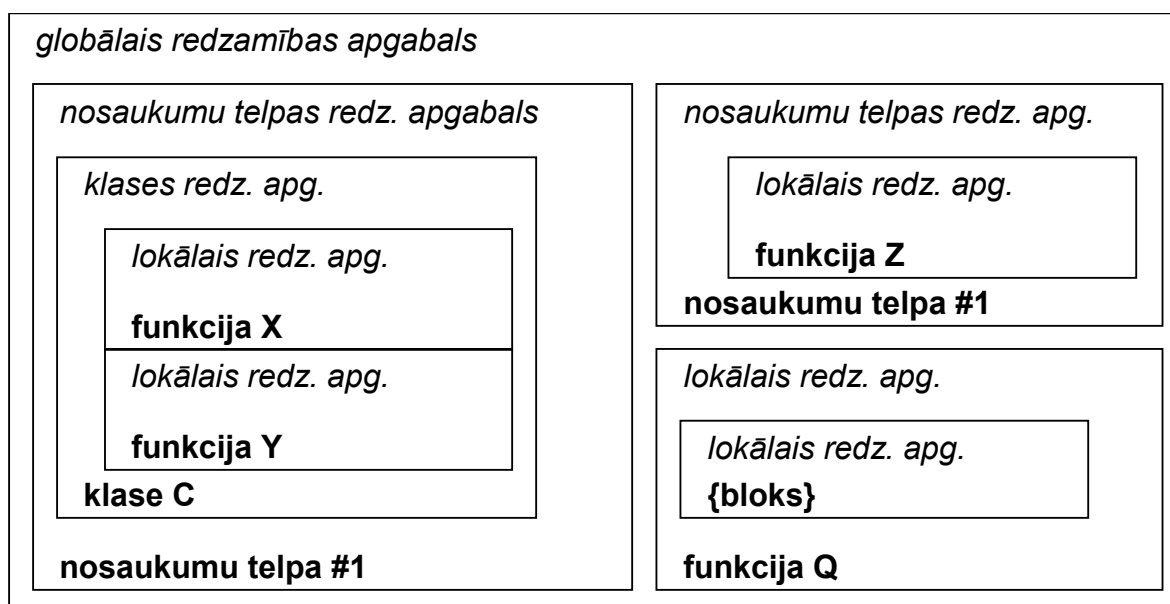 globālais redzamības apgabals
nosaukumu telpas redz. apgabals
klases redz. apg.
lokālais redz. apg.
funkcija X
lokālais redz. apg.
funkcija Y
klase C
nosaukumu telpa #1
nosaukumu telpas redz. apg.
lokālais redz. apg.
funkcija Z
nosaukumu telpa #1
lokālais redz. apg.
lokālais redz. apg.
{bloks}
funkcija Q